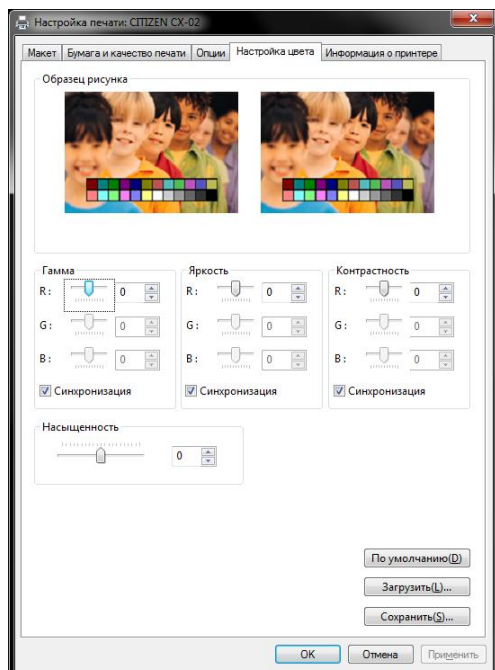 Настройка печати: CITIZEN CX-02
Макет Бумага и качество печати Опции Настройка цвета Информация о принтере
Образец рисунка
Гамма Яркость Контрастность
R: 0 R: 0 R: 0
G: 0 G: 0 G: 0
B: 0 B: 0 B: 0
Синхронизация Синхронизация Синхронизация
Насыщенность
0
По умолчанию(D)
Загрузить(L)...
Сохранить(S)...
OK Отмена Применить